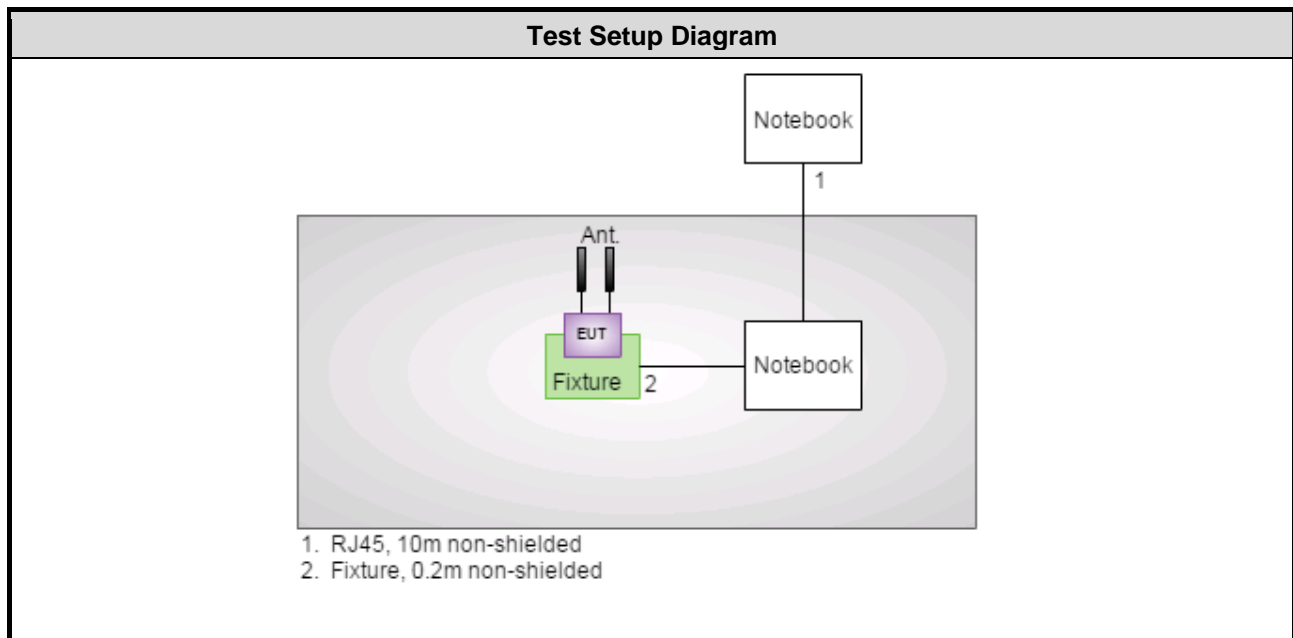 Test Setup Diagram
Notebook
1
Ant.
EUT
Fixture
2
Notebook
1. RJ45, 10m non-shielded
2. Fixture, 0.2m non-shielded